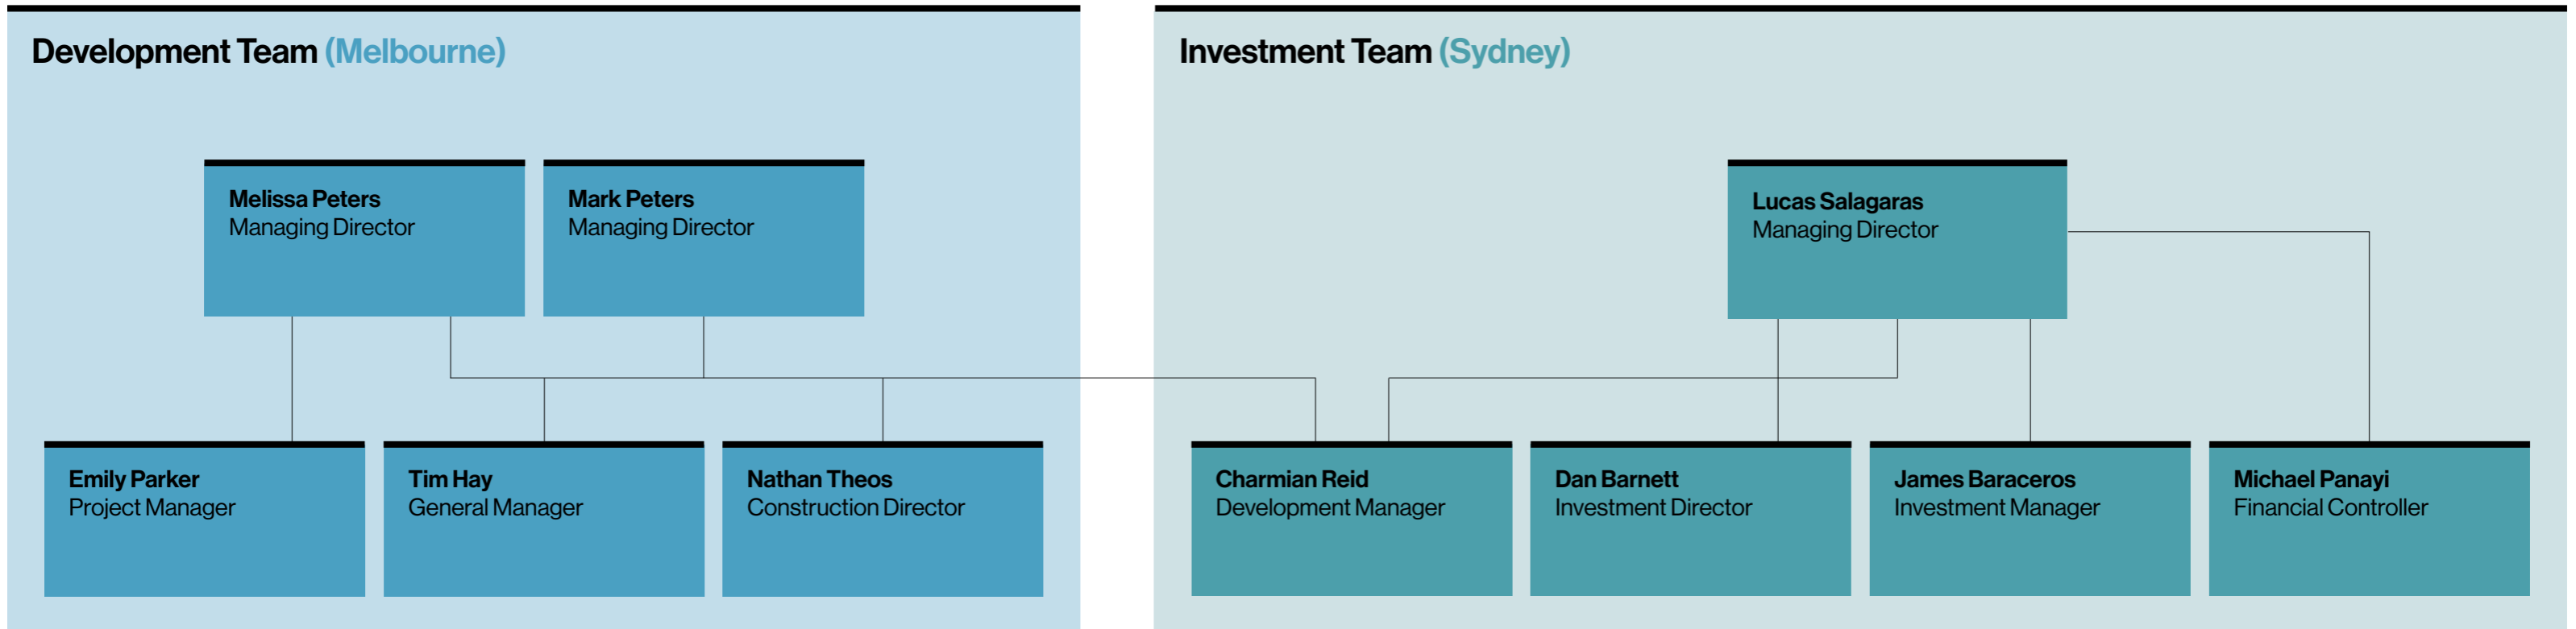 Development Team (Melbourne)
Investment Team (Sydney)
Melissa Peters
Managing Director
Mark Peters
Managing Director
Lucas Salagaras
Managing Director
Emily Parker
Project Manager
Tim Hay
General Manager
Nathan Theos
Construction Director
Charmian Reid
Development Manager
Dan Barnett
Investment Director
James Baraceros
Investment Manager
Michael Panayi
Financial Controller